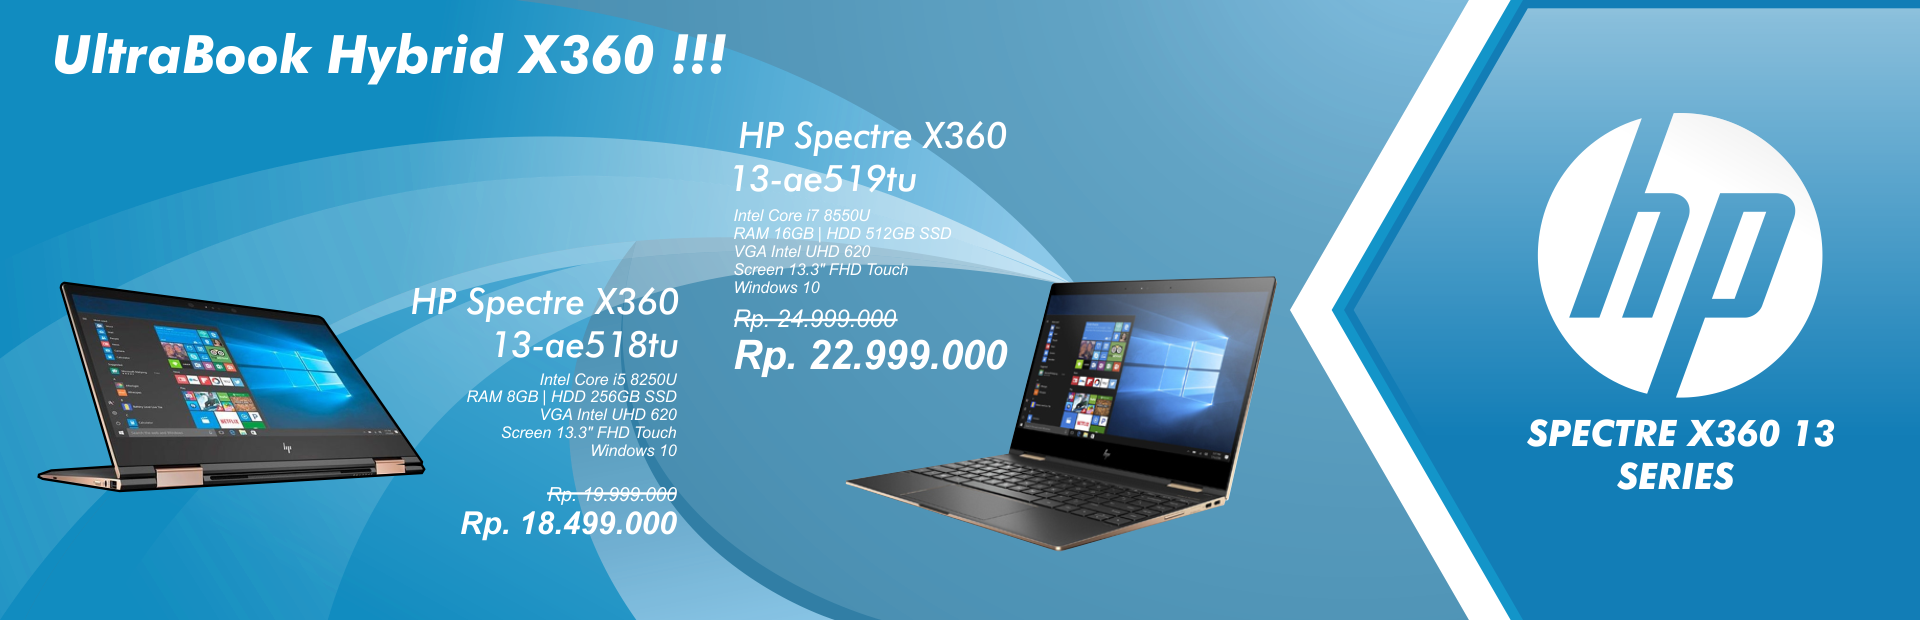 UltraBook Hybrid X360 !!!
HP Spectre X360
13-ae518tu
Intel Core i5 8250U
RAM 8GB | HDD 256GB SSD
VGA Intel UHD 620
Screen 13.3" FHD Touch
Windows 10
Rp. 19.999.000
Rp. 18.499.000
HP Spectre X360
13-ae519tu
Intel Core i7 8550U
RAM 16GB | HDD 512GB SSD
VGA Intel UHD 620
Screen 13.3" FHD Touch
Windows 10
Rp. 24.999.000
Rp. 22.999.000
hp
SPECTRE X360 13
SERIES